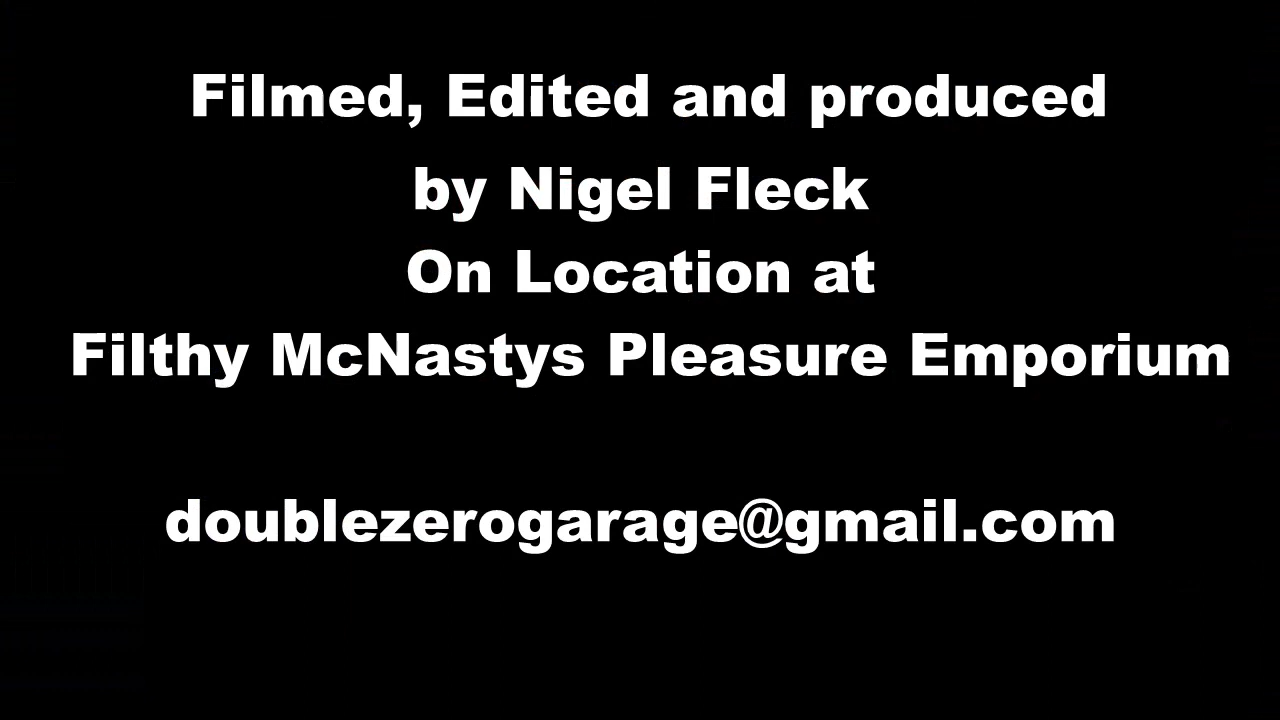 Filmed, Edited and produced
by Nigel Fleck
On Location at
Filthy McNastys Pleasure Emporium
doublezerogarage@gmail.com